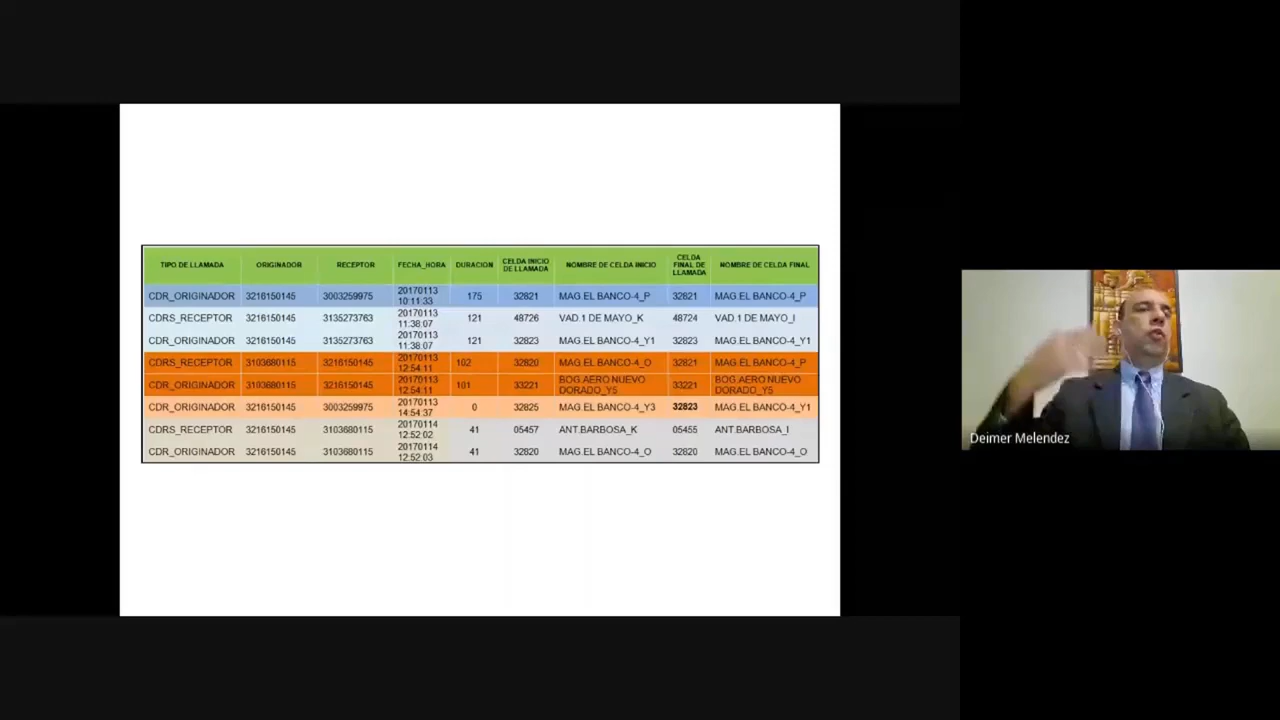 TIPO DE LLAMADA ORIGINADOR RECEPTOR FECHA_HORA DURACION CELDA INICIO DE LLAMADA NOMBRE DE CELDA INICIO CELDA FINAL DE LLAMADA NOMBRE DE CELDA FINAL
CDR_ORIGINADOR 3216150145 3003259975 20170113 10:11:33 175 32821 MAG.EL BANCO-4_P 32821 MAG.EL BANCO-4_P
CDRS_RECEPTOR 3216150145 3135273763 20170113 11:38:07 121 48726 VAD.1 DE MAYO_K 48724 VAD.1 DE MAYO_I
CDR_ORIGINADOR 3216150145 3135273763 20170113 11:38:07 121 32823 MAG.EL BANCO-4_Y1 32823 MAG.EL BANCO-4_Y1
CDRS_RECEPTOR 3103680115 3216150145 20170113 12:54:11 102 32820 MAG.EL BANCO-4_O 32821 MAG.EL BANCO-4_P
CDR_ORIGINADOR 3103680115 3216150145 20170113 12:54:11 101 33221 BOG.AERO NUEVO DORADO_Y5 33221 BOG.AERO NUEVO DORADO_Y5
CDR_ORIGINADOR 3216150145 3003259975 20170113 14:54:37 0 32825 MAG.EL BANCO-4_Y3 32823 MAG.EL BANCO-4_Y1
CDRS_RECEPTOR 3216150145 3103680115 20170114 12:52:02 41 05457 ANT.BARBOSA_K 05455 ANT.BARBOSA_I
CDR_ORIGINADOR 3216150145 3103680115 20170114 12:52:03 41 32820 MAG.EL BANCO-4_O 32820 MAG.EL BANCO-4_O
Deimer Melendez